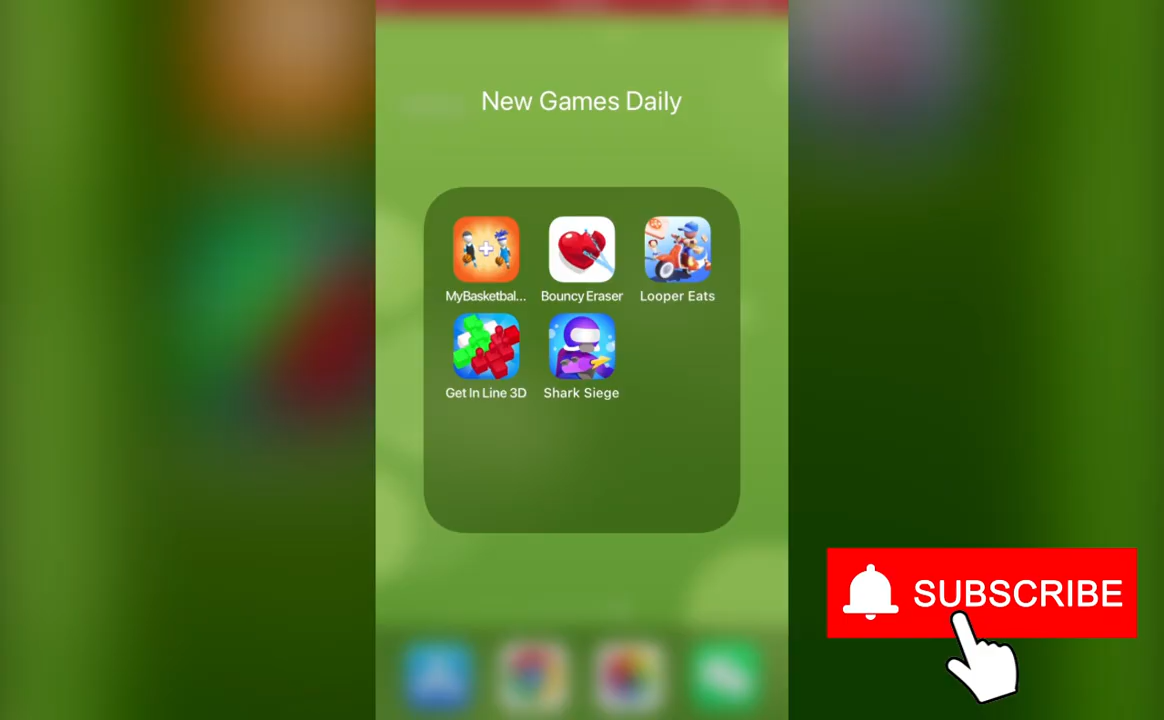 New Games Daily
MyBasketbal...
Bouncy Eraser
Looper Eats
Get In Line 3D
Shark Siege
SUBSCRIBE